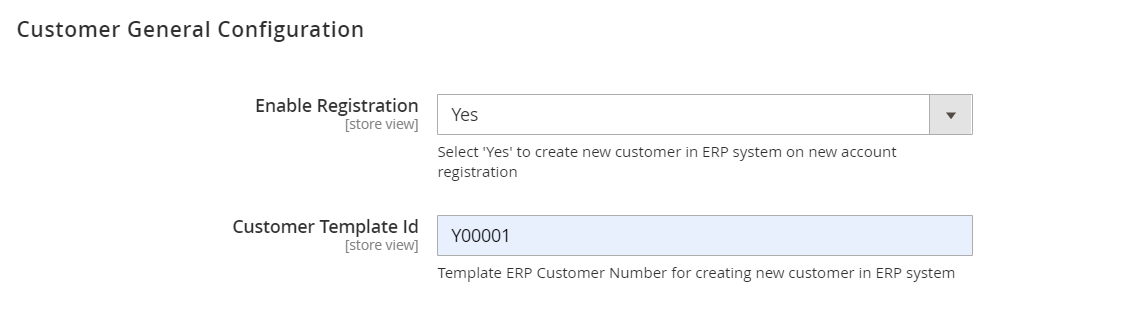 Customer General Configuration
Enable Registration
[store view]
Yes
Select 'Yes' to create new customer in ERP system on new account
registration
Customer Template Id
[store view]
Y00001
Template ERP Customer Number for creating new customer in ERP system